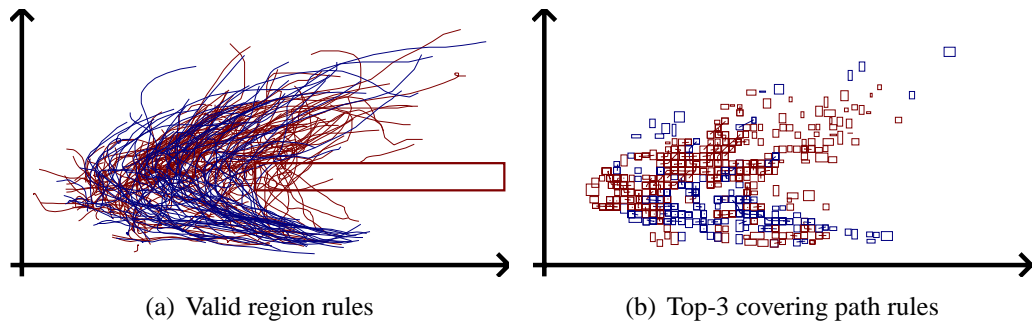 (a) Valid region rules
(b) Top-3 covering path rules